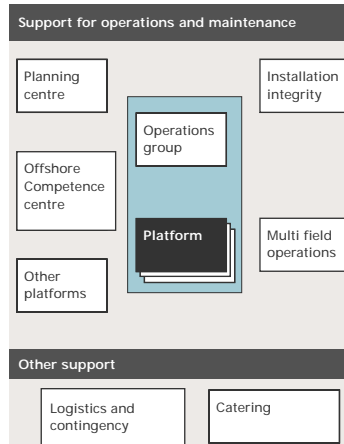 Support for operations and maintenance
Planning
centre
Installation
integrity
Operations
group
Offshore
Competence
centre
Platform
Multi field
operations
Other
platforms
Other support
Logistics and
contingency
Catering